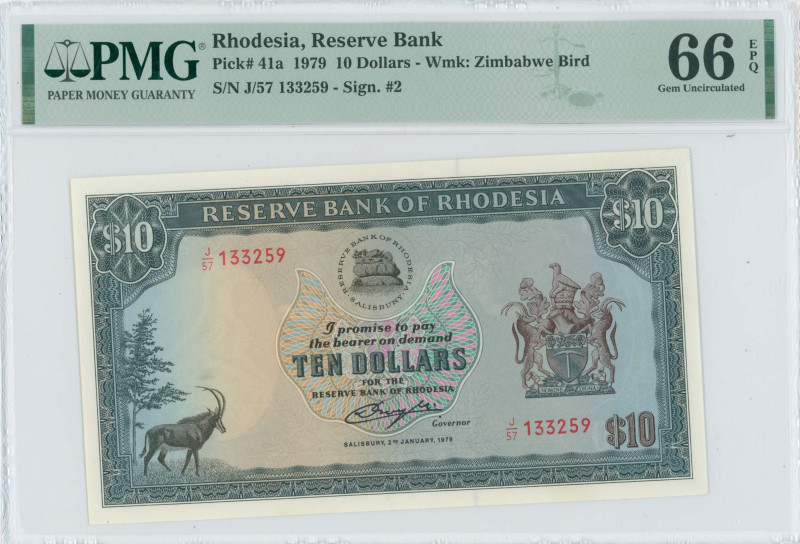 PMG®
PAPER MONEY GUARANTY
Rhodesia, Reserve Bank
Pick# 41a 1979 10 Dollars - Wmk: Zimbabwe Bird
S/N J/57 133259 - Sign. #2
66 EPQ
Gem Uncirculated
RESERVE BANK OF RHODESIA
$10
$10
J/57 133259
RESERVE BANK OF RHODESIA
SALISBURY
I promise to pay
the bearer on demand
TEN DOLLARS
FOR THE
RESERVE BANK OF RHODESIA
Governor
SALISBURY, 2ND JANUARY, 1979
J/57 133259
$10